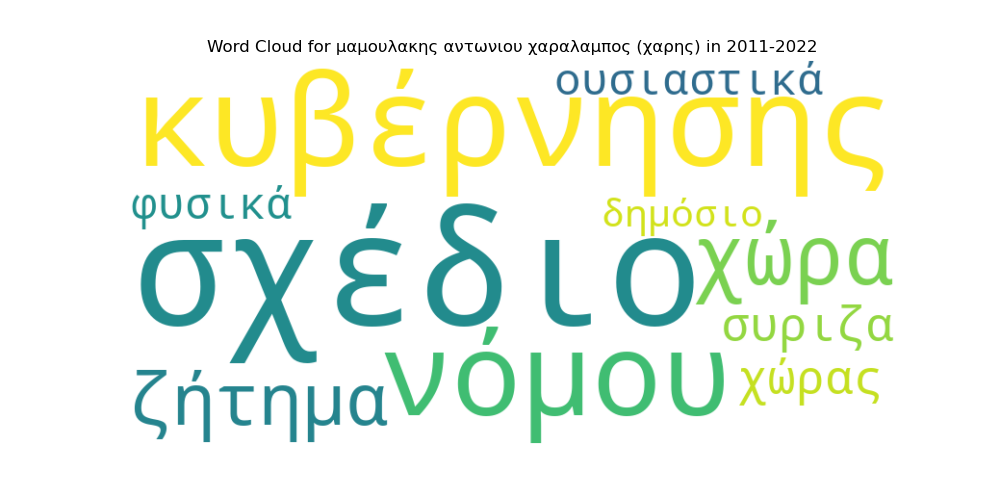 Word Cloud for μαμουλακης αντωνιου χαραλαμπος (χαρης) in 2011-2022
ουσιαστικά
κυβέρνησης
φυσικά
δημόσιο
σχέδιο
χώρα
συριζα
νόμου
χώρας
ζήτημα